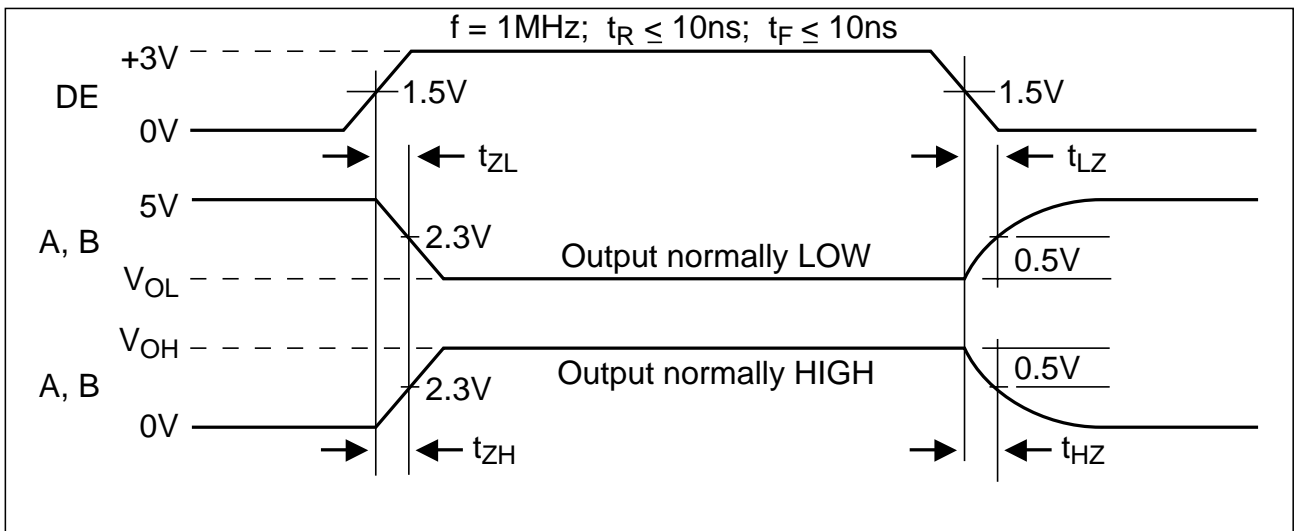 f = 1MHz; tR ≤ 10ns; tF ≤ 10ns
+3V
DE
1.5V
1.5V
0V
tZL
tLZ
5V
A, B
2.3V
Output normally LOW
0.5V
VOL
VOH
Output normally HIGH
0.5V
A, B
2.3V
0V
tZH
tHZ